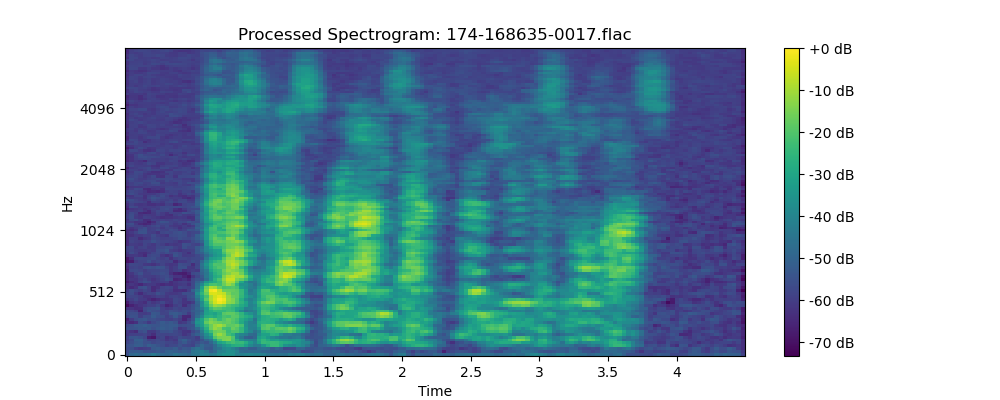 Processed Spectrogram: 174-168635-0017.flac
Hz
4096
2048
1024
512
0
0 0.5 1 1.5 2 2.5 3 3.5 4
Time
+0 dB
-10 dB
-20 dB
-30 dB
-40 dB
-50 dB
-60 dB
-70 dB